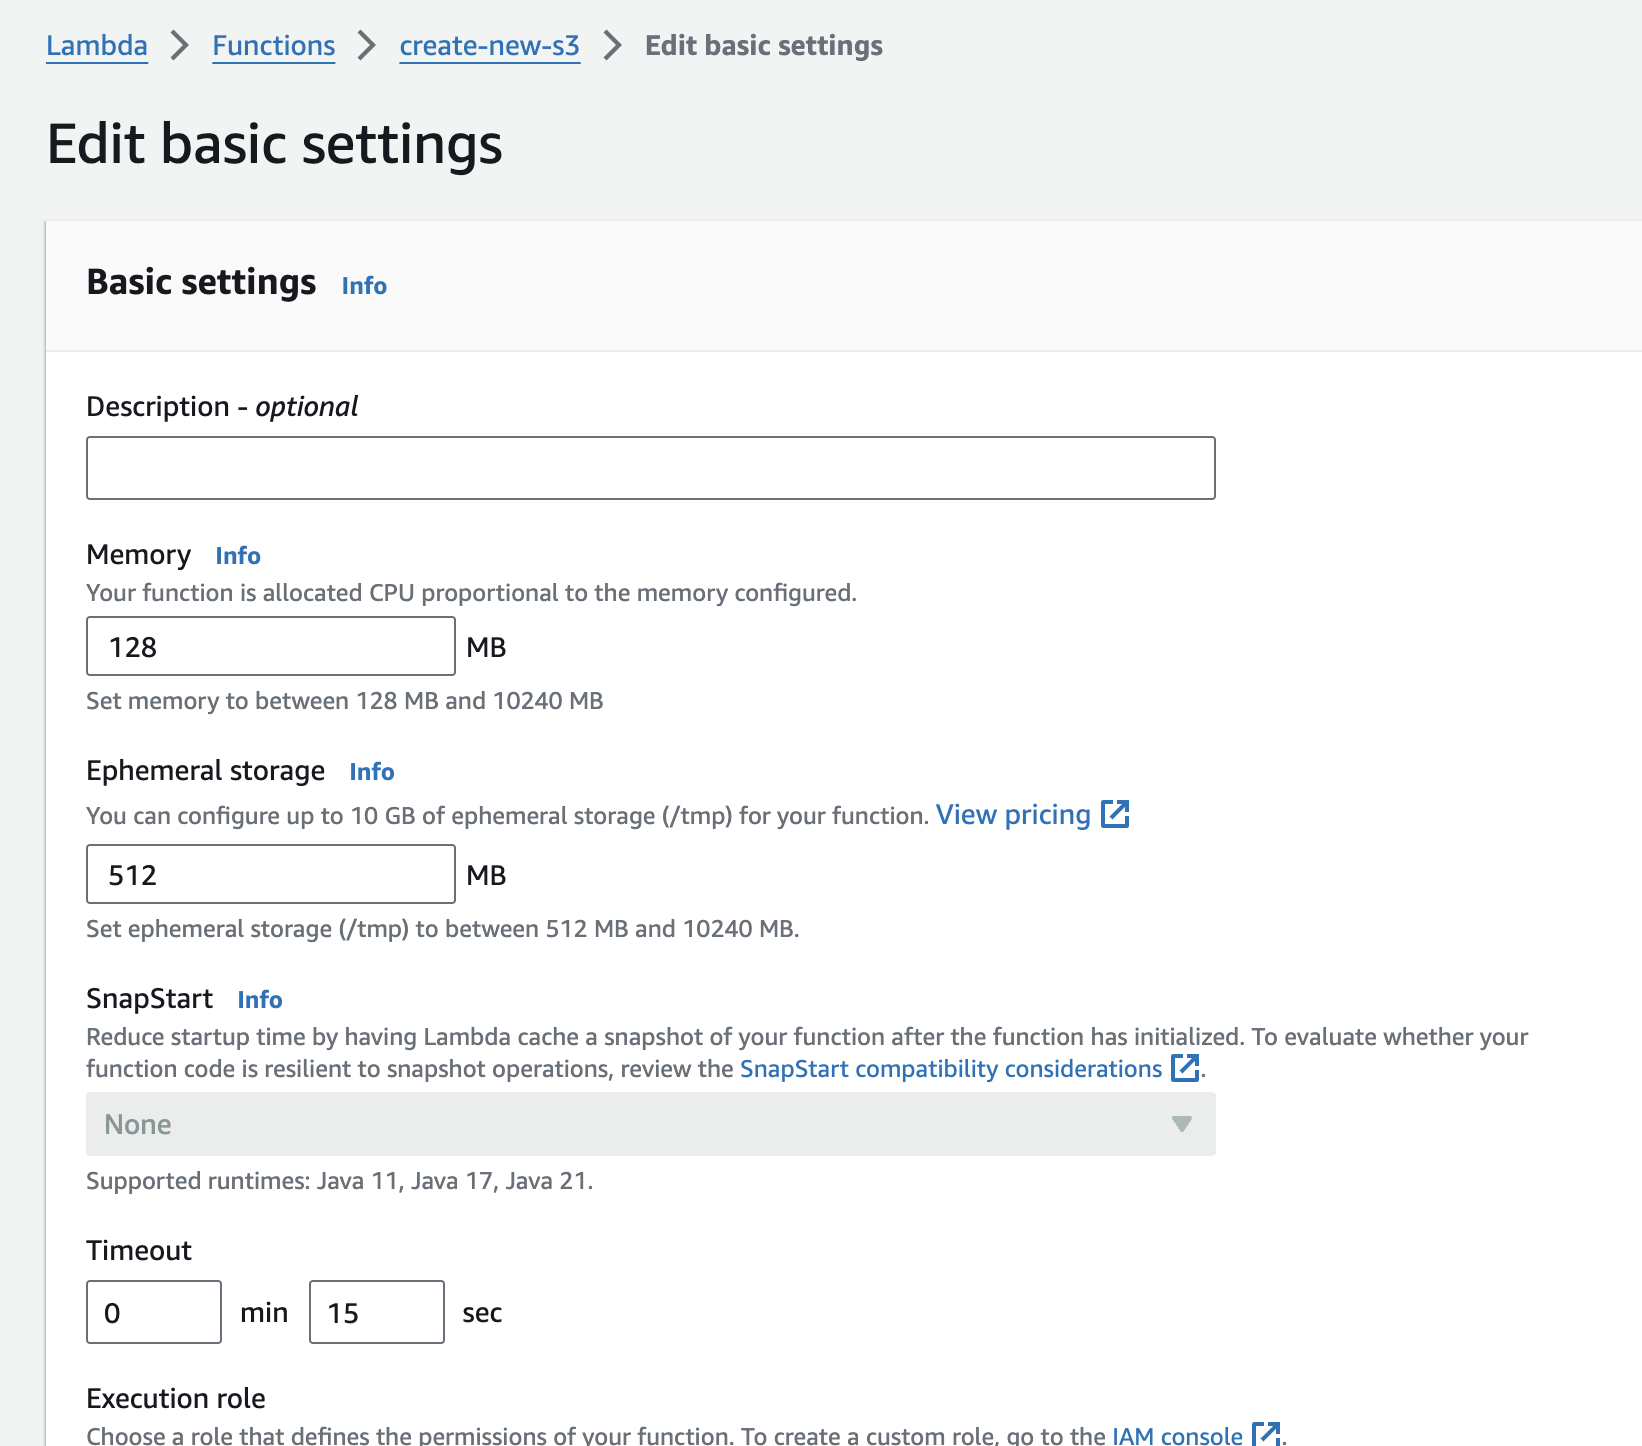 Lambda > Functions > create-new-s3 > Edit basic settings
Edit basic settings
Basic settings Info
Description - optional
Memory Info
Your function is allocated CPU proportional to the memory configured.
128 MB
Set memory to between 128 MB and 10240 MB
Ephemeral storage Info
You can configure up to 10 GB of ephemeral storage (/tmp) for your function. View pricing
512 MB
Set ephemeral storage (/tmp) to between 512 MB and 10240 MB.
SnapStart Info
Reduce startup time by having Lambda cache a snapshot of your function after the function has initialized. To evaluate whether your
function code is resilient to snapshot operations, review the SnapStart compatibility considerations.
None
Supported runtimes: Java 11, Java 17, Java 21.
Timeout
0 min 15 sec
Execution role
Choose a role that defines the permissions of your function. To create a custom role, go to the IAM console.